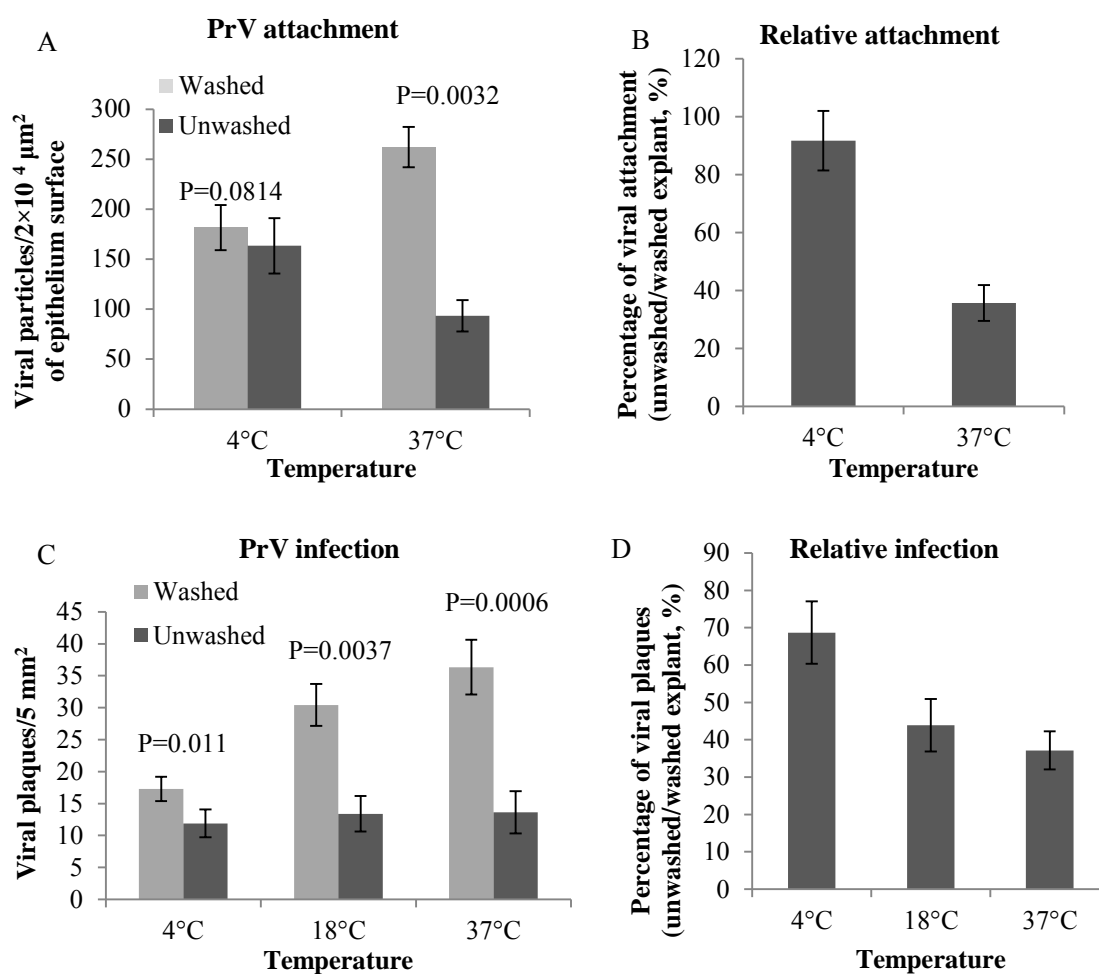 A
PrV attachment
Washed
Unwashed
P=0.0814
P=0.0032
Viral particles/2×10 ⁴ µm²
of epithelium surface
300
250
200
150
100
50
0
4°C
37°C
Temperature
B
Relative attachment
Percentage of viral attachment
(unwashed/washed explant, %)
120
100
80
60
40
20
0
4°C
37°C
Temperature
C
PrV infection
Washed
Unwashed
P=0.011
P=0.0037
P=0.0006
Viral plaques/5 mm²
45
40
35
30
25
20
15
10
5
0
4°C
18°C
37°C
Temperature
D
Relative infection
Percentage of viral plaques
(unwashed/washed explant, %)
90
80
70
60
50
40
30
20
10
0
4°C
18°C
37°C
Temperature